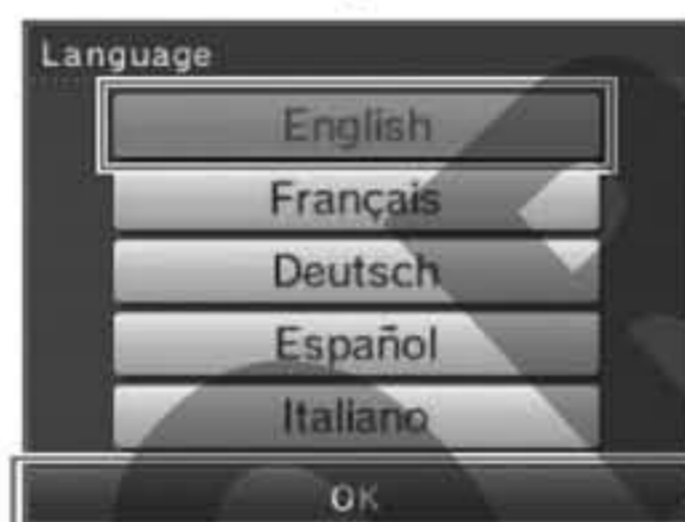 Language
English
Français
Deutsch
Español
Italiano
OK